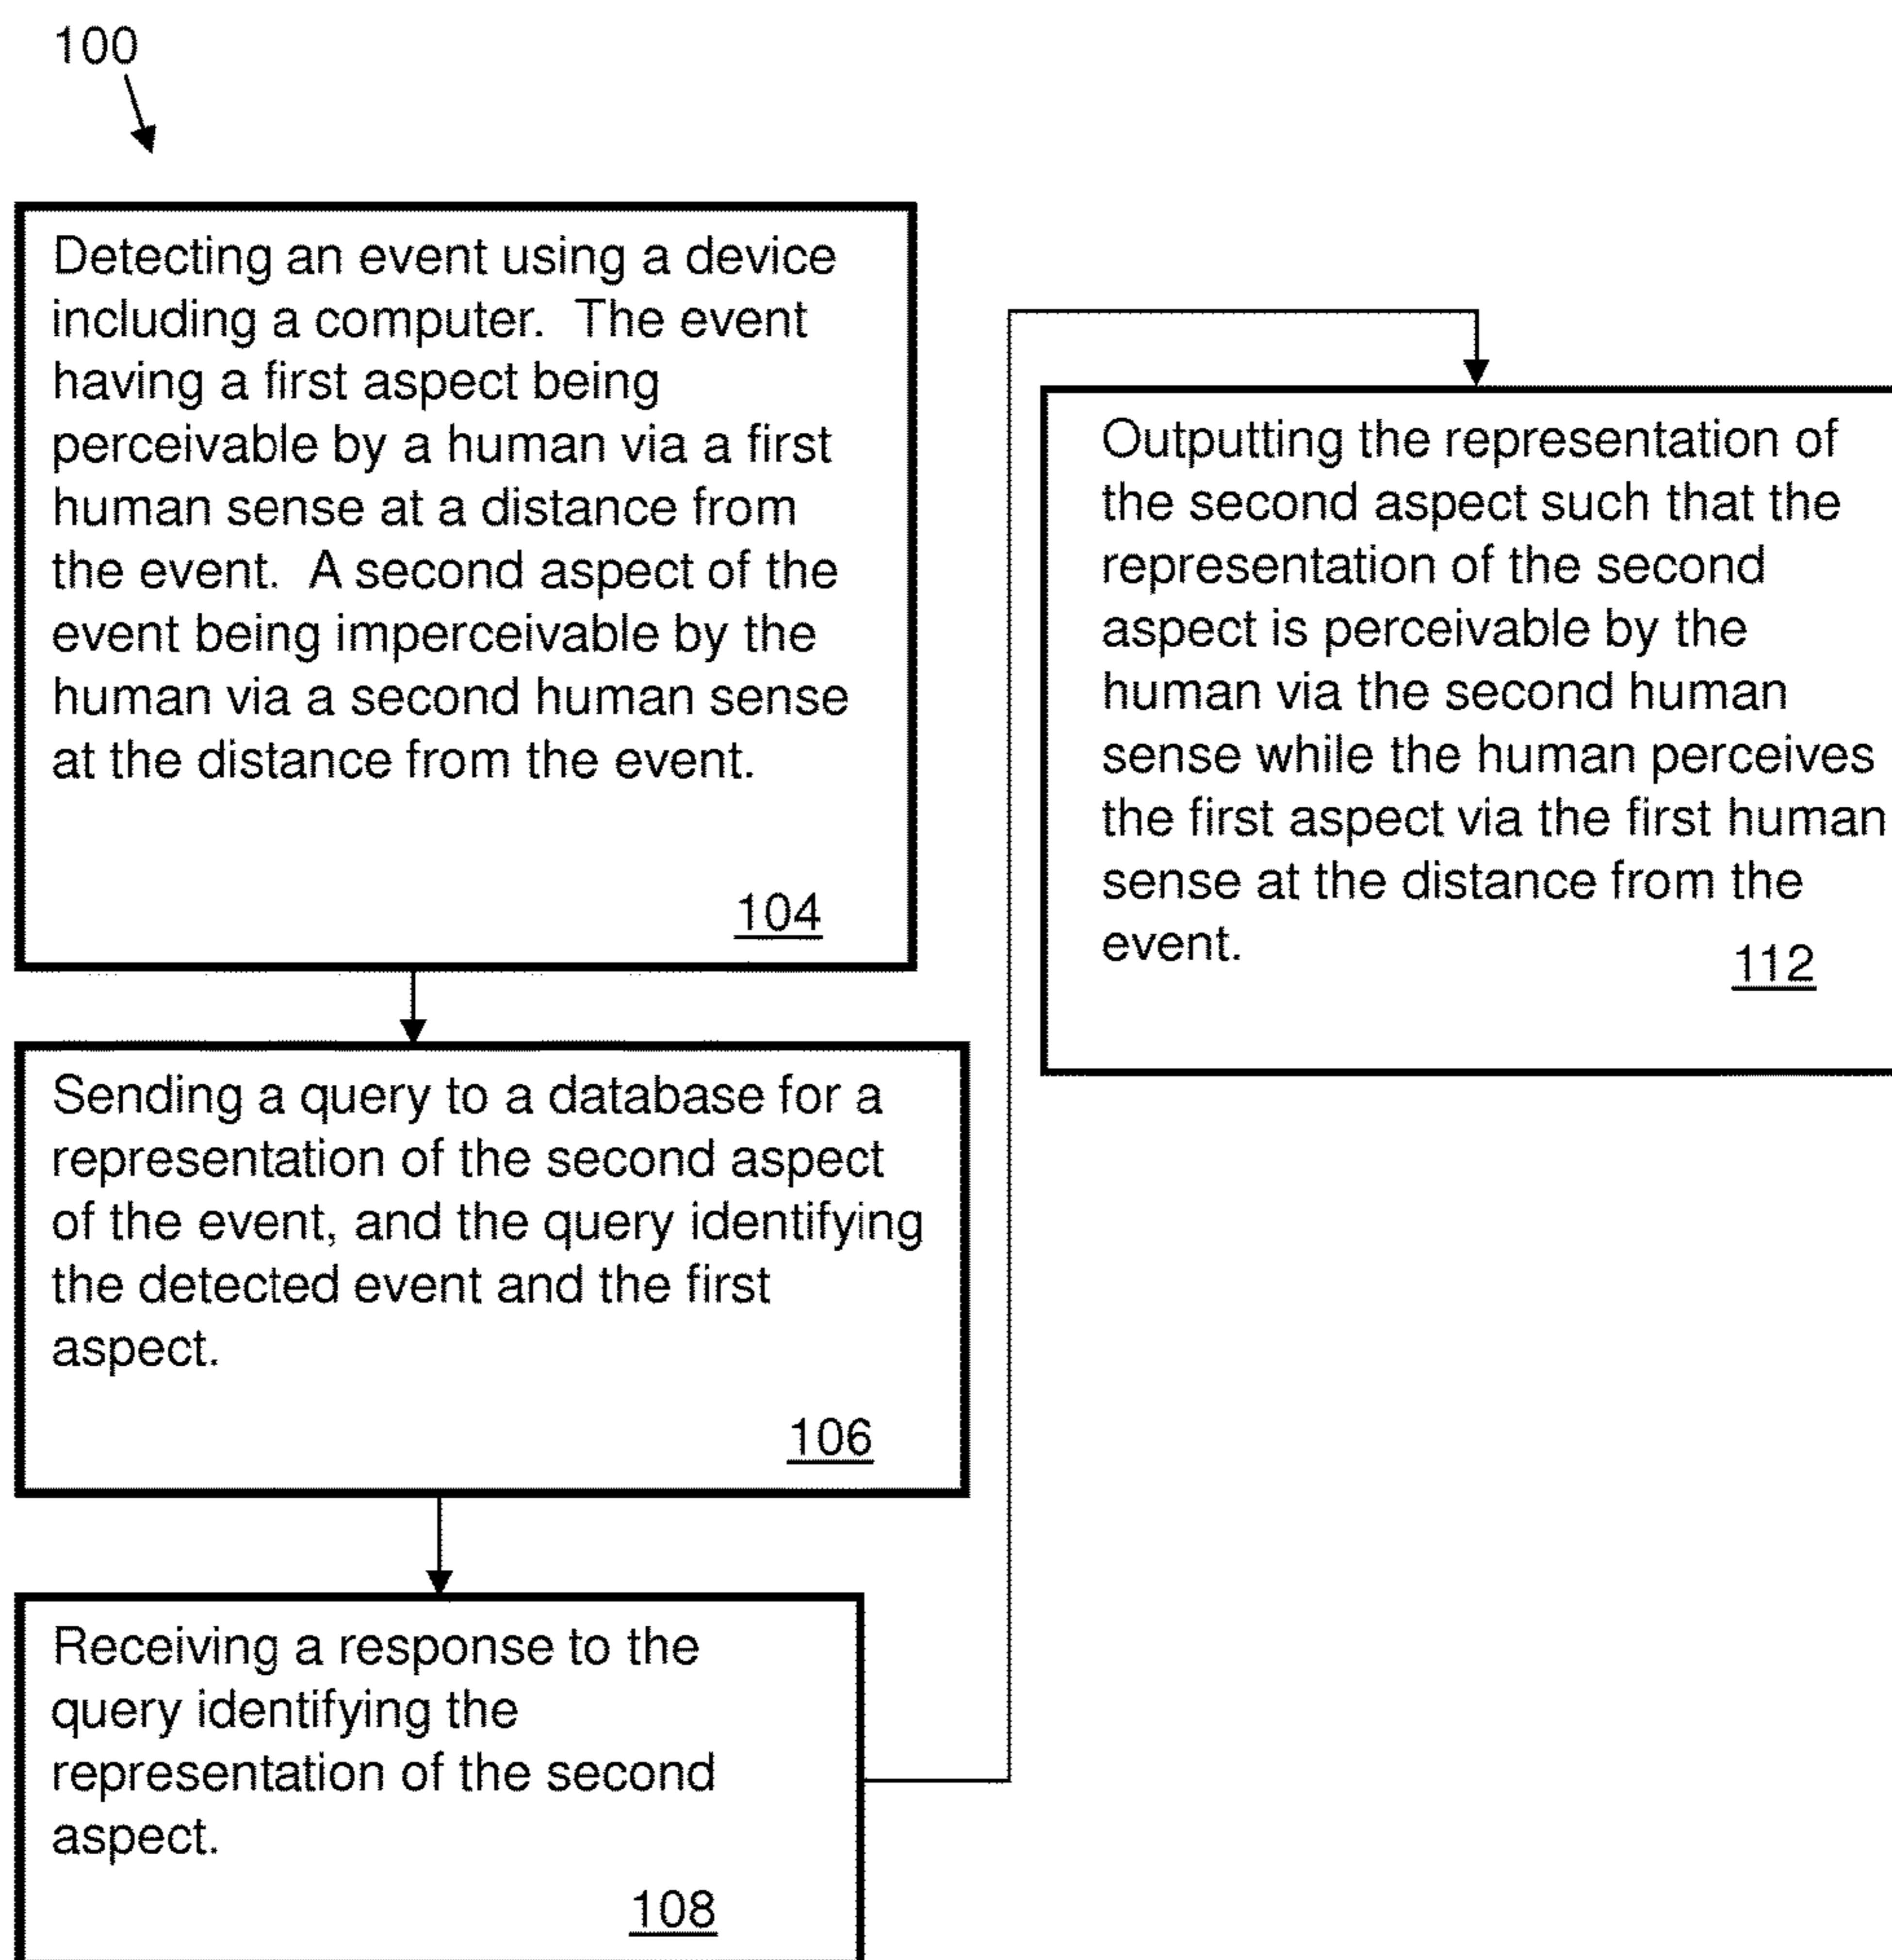 100
Detecting an event using a device
including a computer. The event
having a first aspect being
perceivable by a human via a first
human sense at a distance from
the event. A second aspect of the
event being imperceivable by the
human via a second human sense
at the distance from the event.
104
Sending a query to a database for a
representation of the second aspect
of the event, and the query identifying
the detected event and the first
aspect.
106
Receiving a response to the
query identifying the
representation of the second
aspect.
108
Outputting the representation of
the second aspect such that the
representation of the second
aspect is perceivable by the
human via the second human
sense while the human perceives
the first aspect via the first human
sense at the distance from the
event.
112